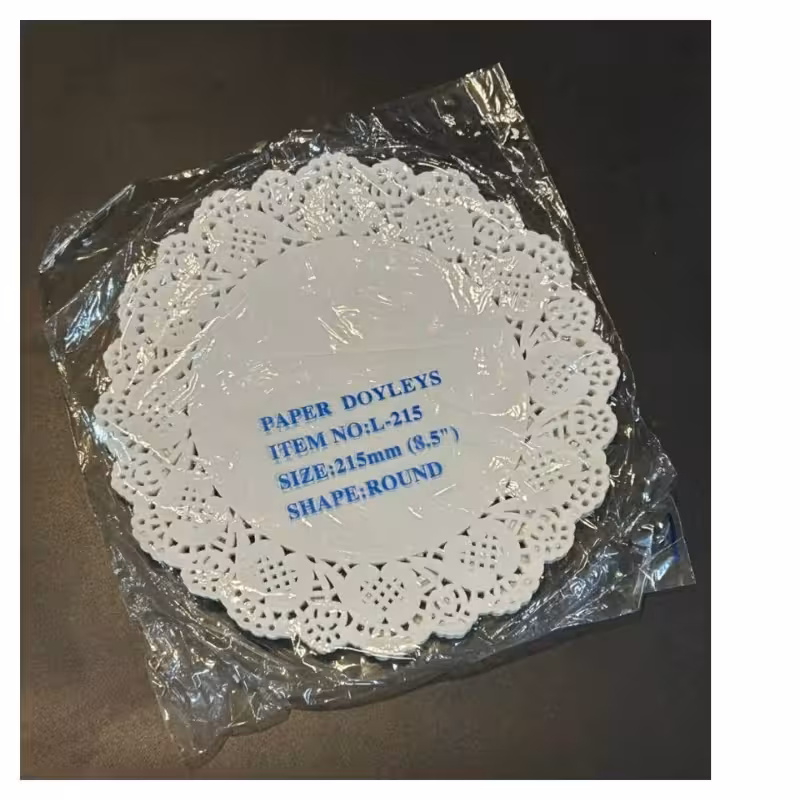 PAPER DOYLEYS
ITEM NO:L-215
SIZE:215mm (8.5")
SHAPE:ROUND